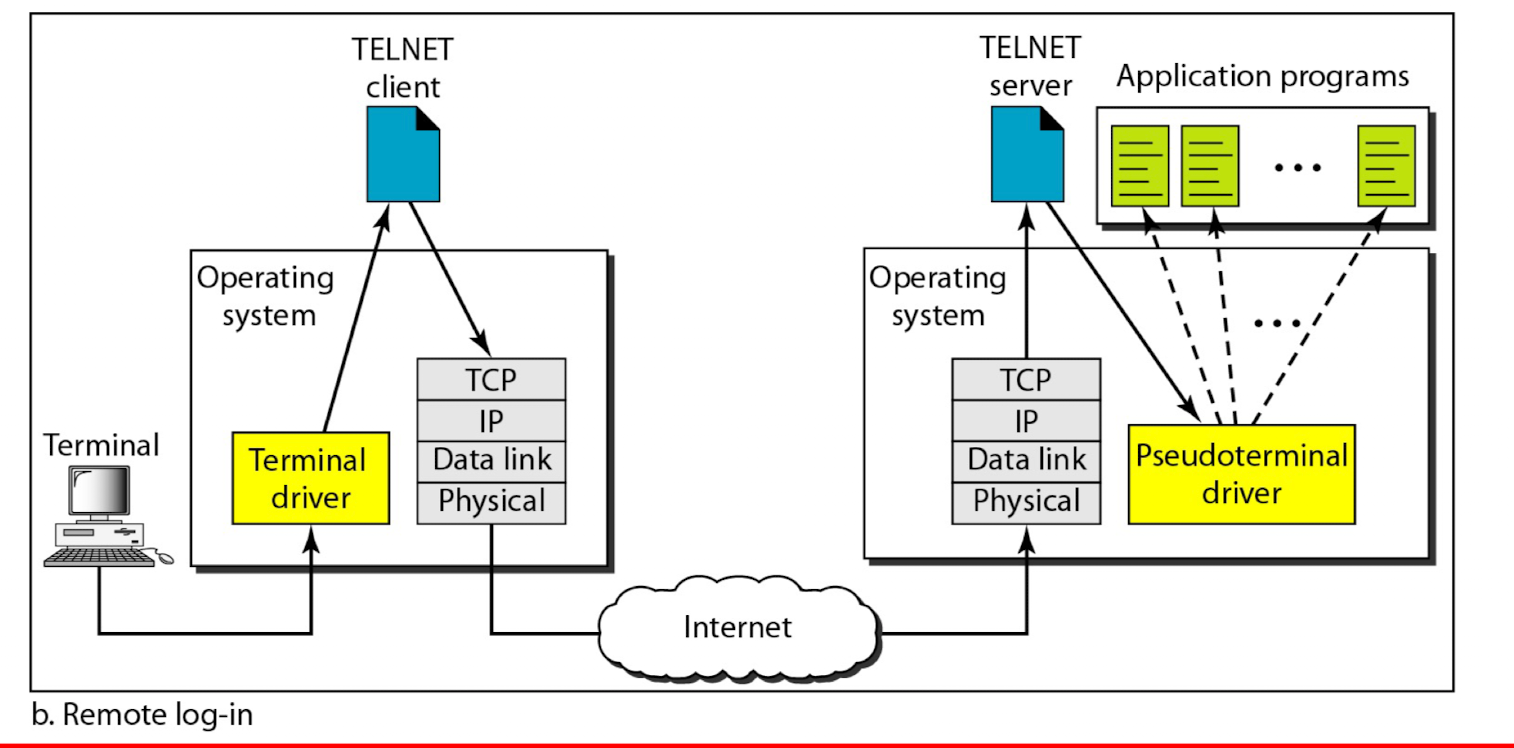 TELNET
client
TELNET
server
Application programs
Operating
system
Operating
system
TCP
IP
Data link
Physical
TCP
IP
Data link
Physical
Terminal
Terminal
driver
Pseudoterminal
driver
Internet
b. Remote log-in